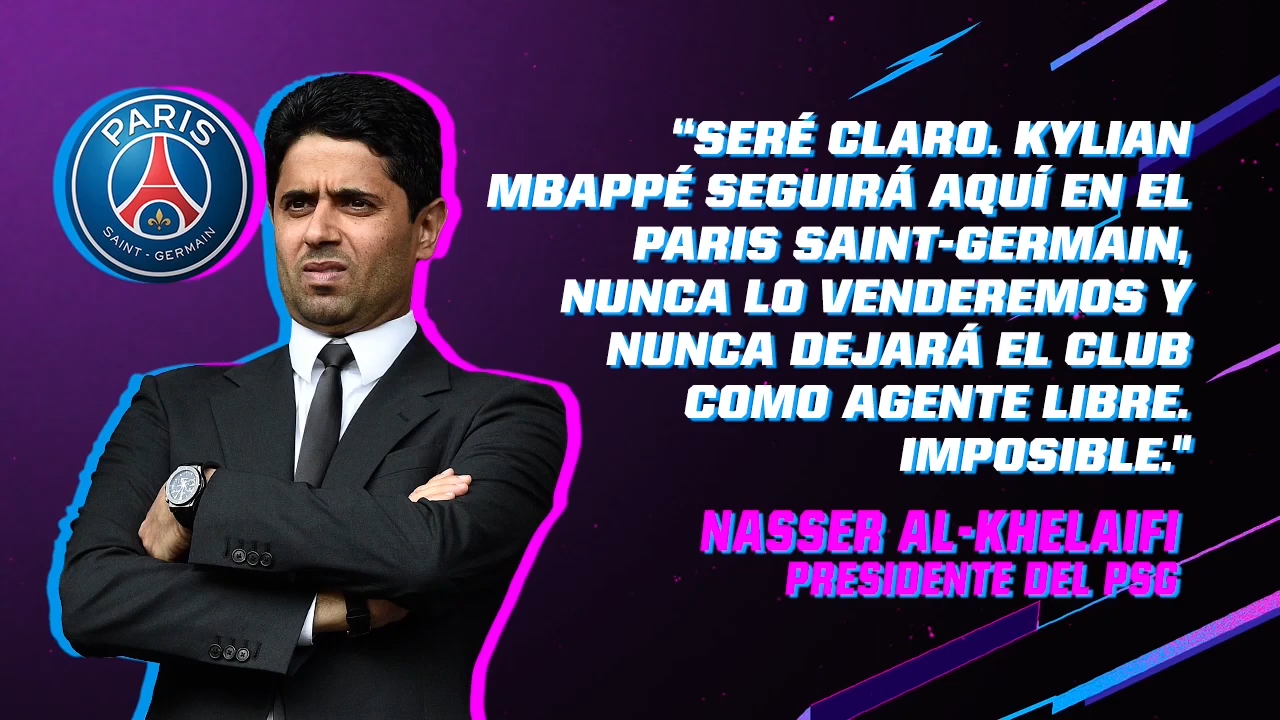 PARIS
SAINT - GERMAIN
“SERÉ CLARO. KYLIAN
MBAPPÉ SEGUIRÁ AQUÍ EN EL
PARIS SAINT-GERMAIN,
NUNCA LO VENDEREMOS Y
NUNCA DEJARÁ EL CLUB
COMO AGENTE LIBRE.
IMPOSIBLE."
NASSER AL-KHELAIFI
PRESIDENTE DEL PSG